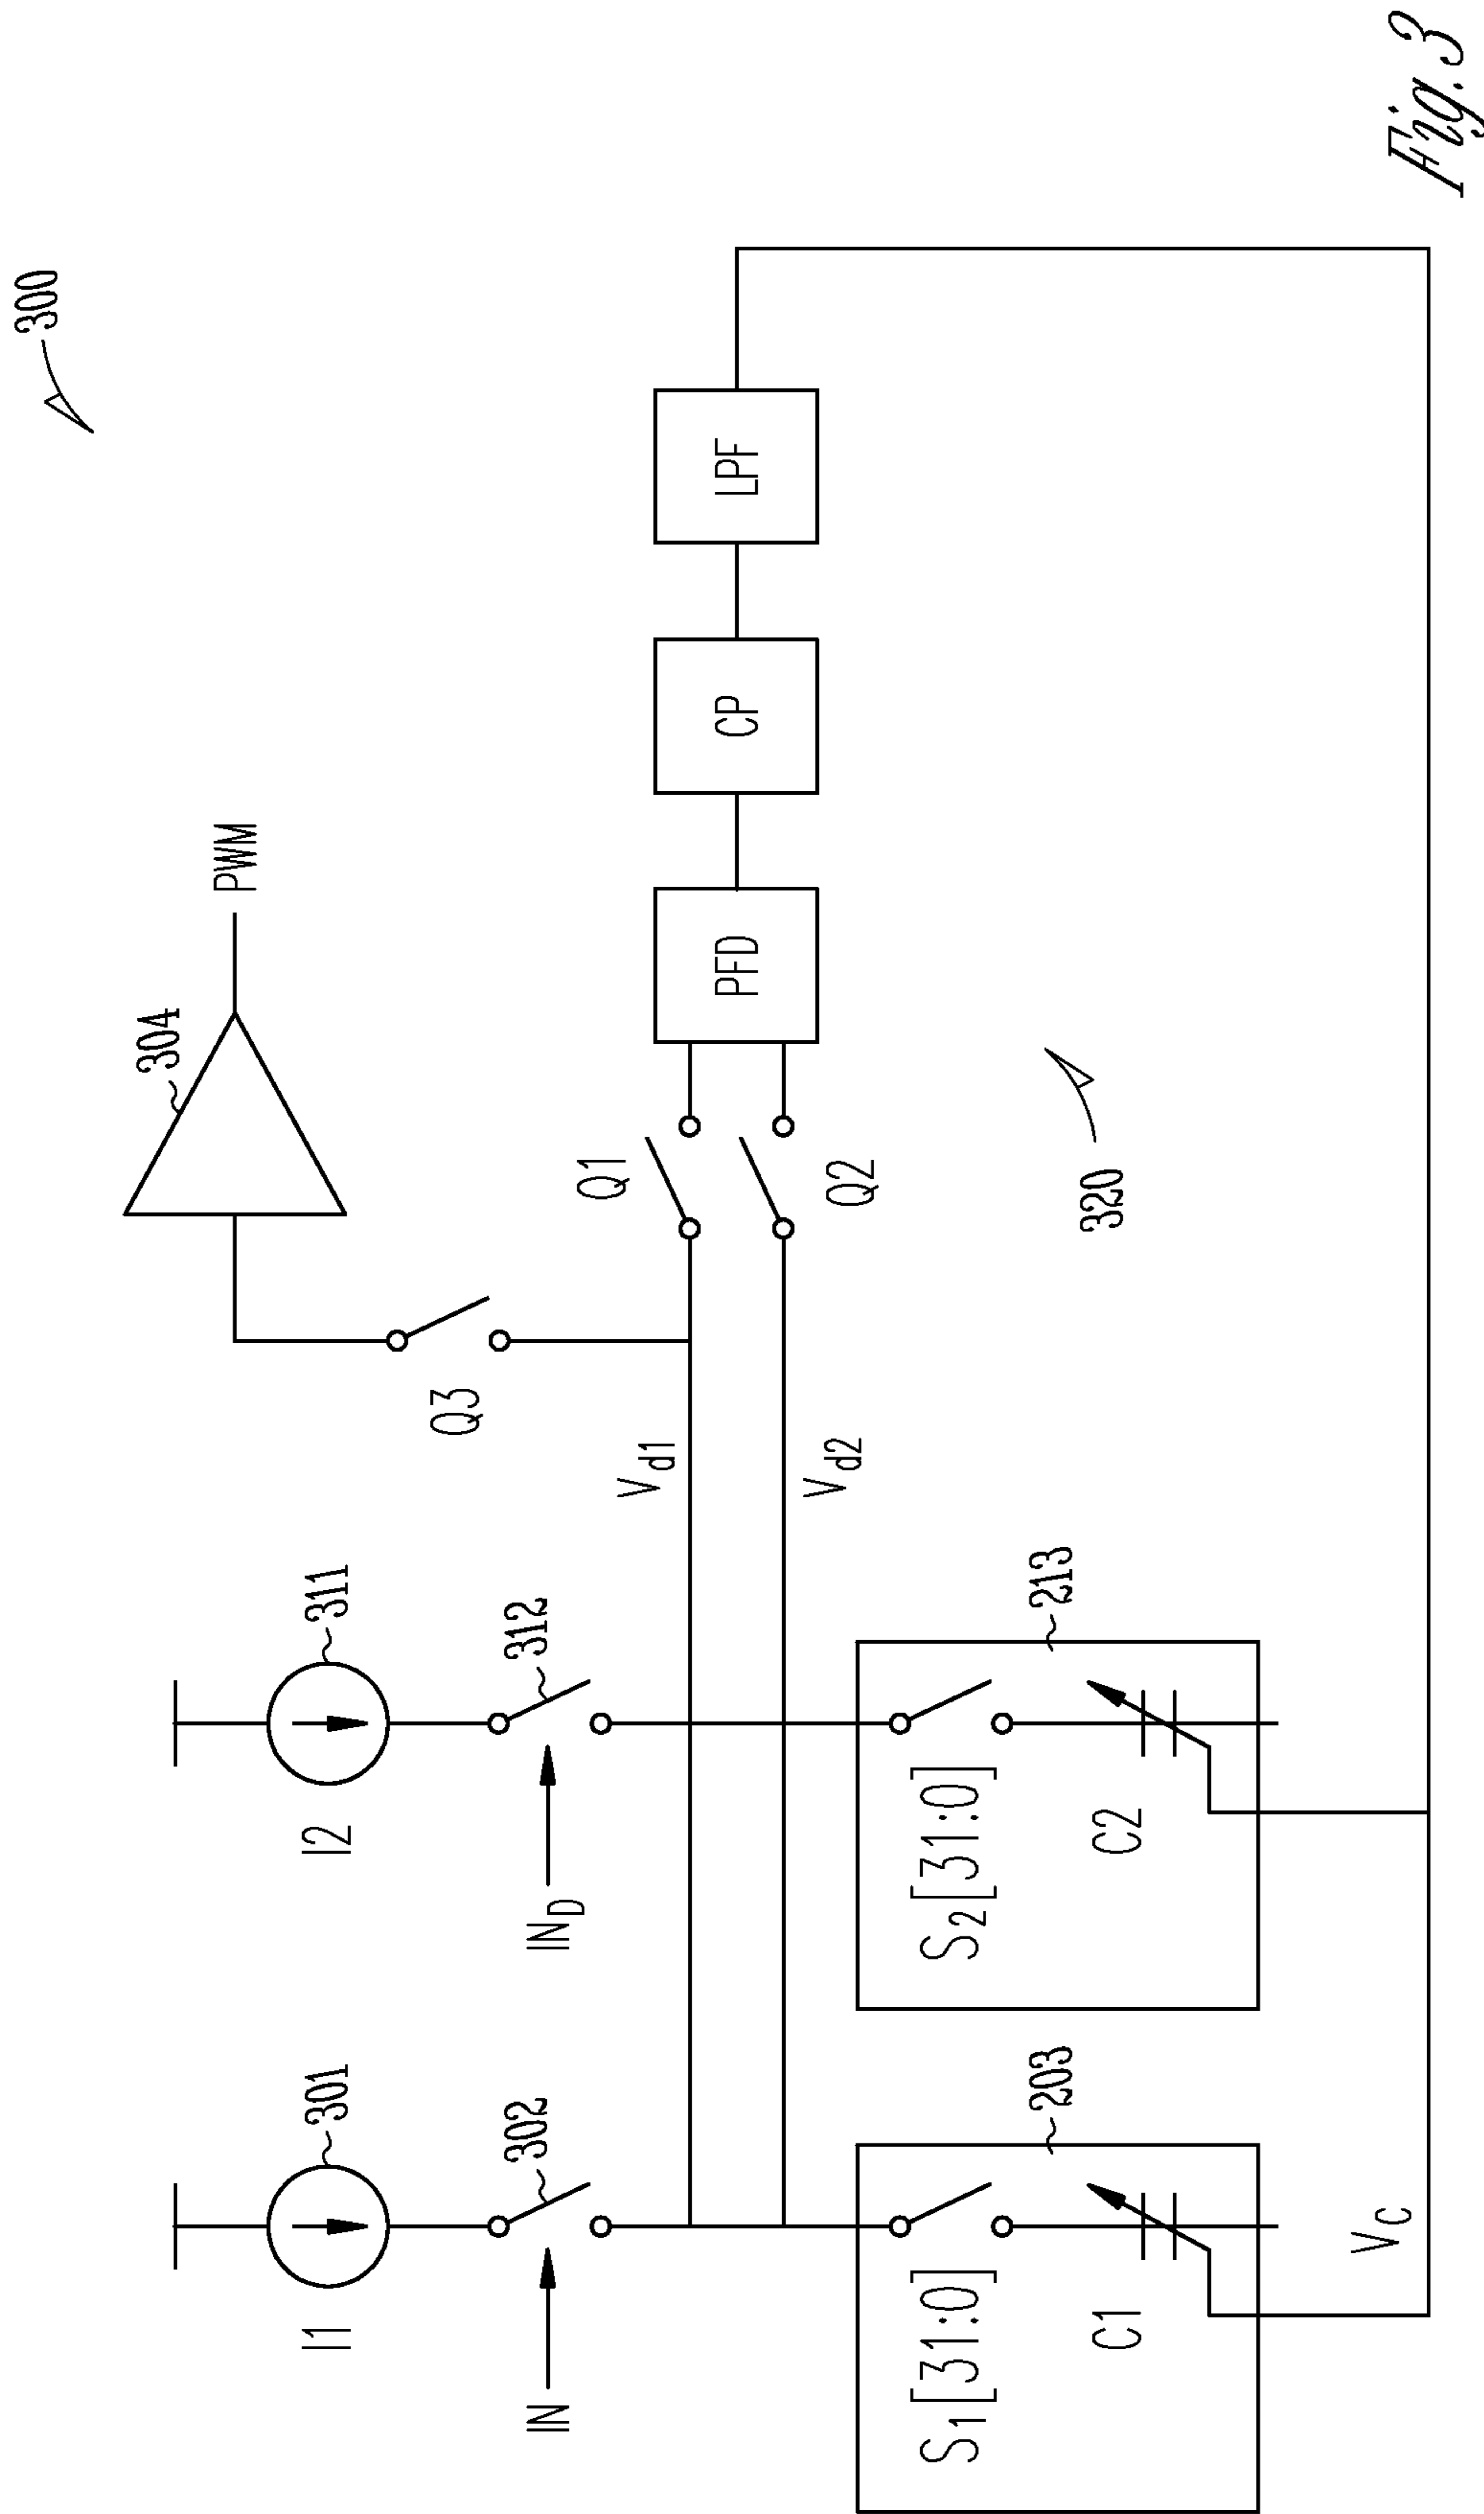 300
304
PWM
Q3
I1
301
I2
311
IN
302
IND
312
Vd1
Vd2
Q1
Q2
PFD
CP
LPF
S1[31:0]
S2[31:0]
320
C1
203
C2
213
VC
Fig. 3